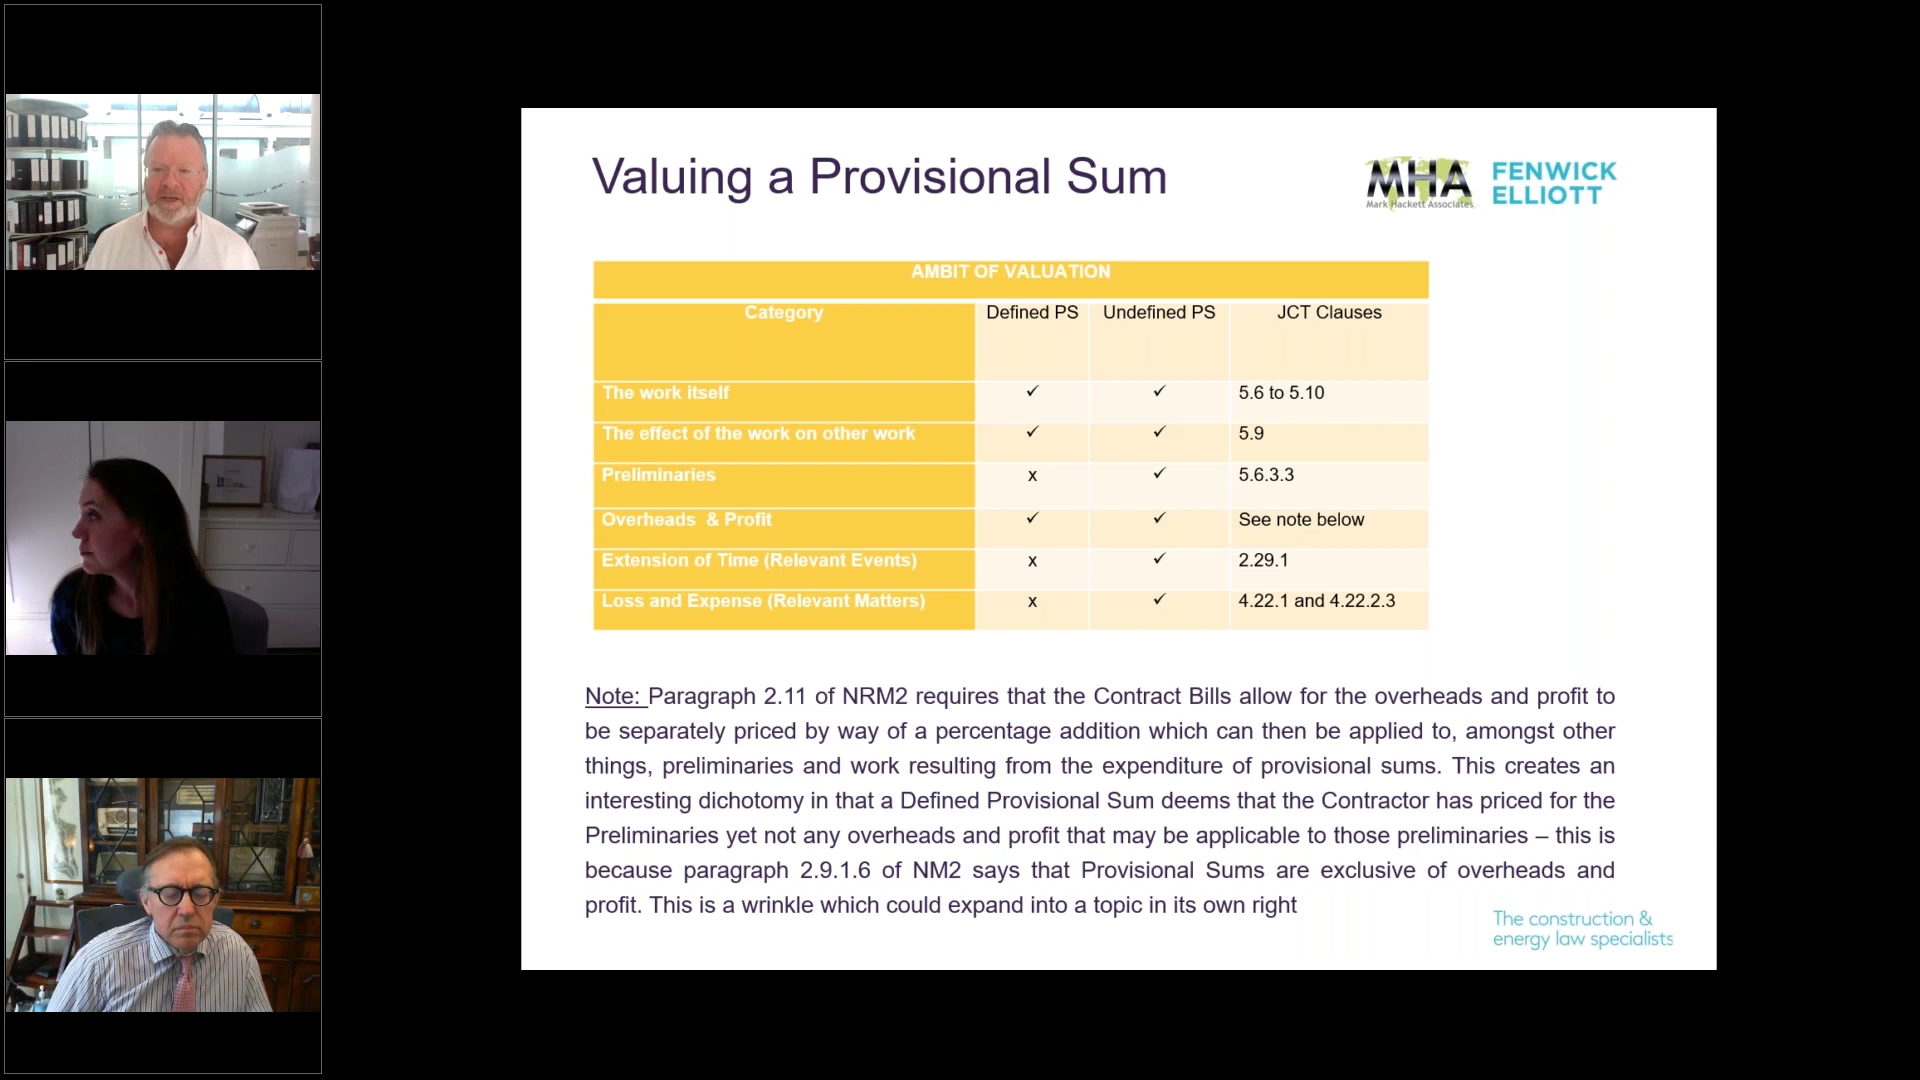 Valuing a Provisional Sum
MHA
Mark Hackett Associates
FENWICK
ELLIOTT
AMBIT OF VALUATION
Category Defined PS Undefined PS JCT Clauses
The work itself ✓ ✓ 5.6 to 5.10
The effect of the work on other work ✓ ✓ 5.9
Preliminaries x ✓ 5.6.3.3
Overheads & Profit ✓ ✓ See note below
Extension of Time (Relevant Events) x ✓ 2.29.1
Loss and Expense (Relevant Matters) x ✓ 4.22.1 and 4.22.2.3
Note: Paragraph 2.11 of NRM2 requires that the Contract Bills allow for the overheads and profit to
be separately priced by way of a percentage addition which can then be applied to, amongst other
things, preliminaries and work resulting from the expenditure of provisional sums. This creates an
interesting dichotomy in that a Defined Provisional Sum deems that the Contractor has priced for the
Preliminaries yet not any overheads and profit that may be applicable to those preliminaries – this is
because paragraph 2.9.1.6 of NM2 says that Provisional Sums are exclusive of overheads and
profit. This is a wrinkle which could expand into a topic in its own right
The construction &
energy law specialists